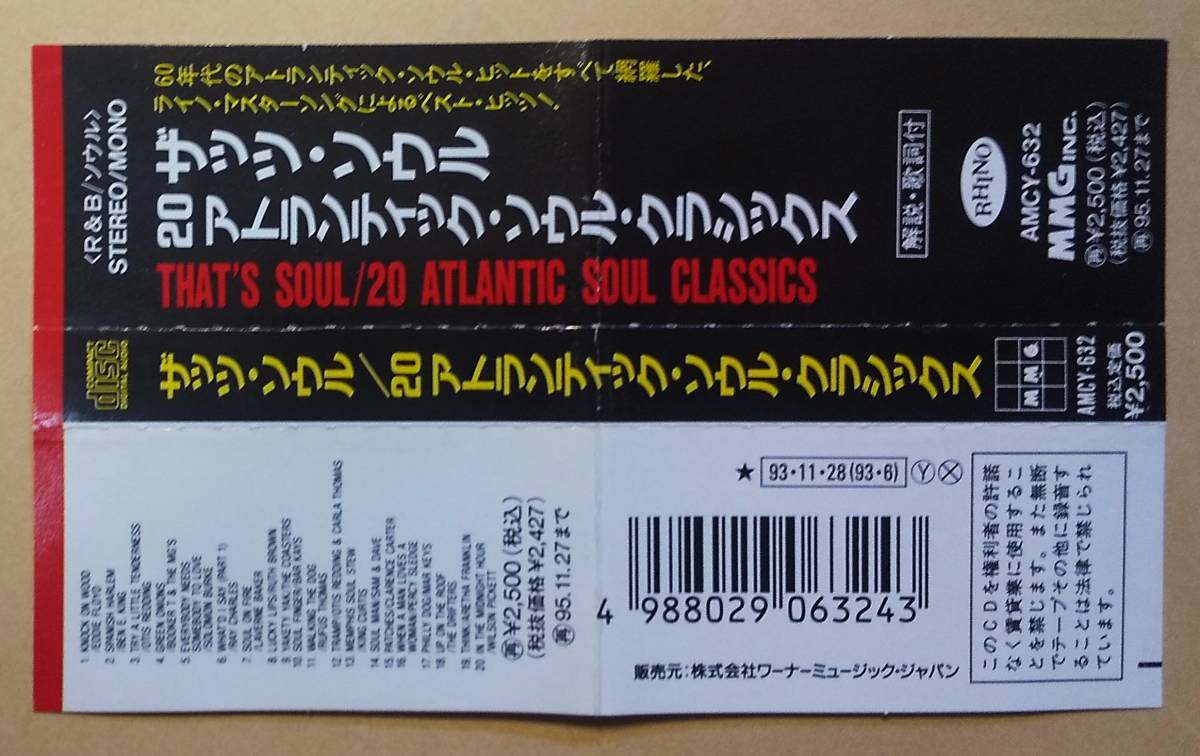 <R&B/ソウル>
STEREO/MONO
60年代のアトランティック・ソウル・ヒットをすべて網羅した、
ライノ・マスターリングによるベスト・ヒッツ!
ザッツ・ソウル
20アトランティック・ソウル・クラシックス
THAT'S SOUL/20 ATLANTIC SOUL CLASSICS
解説・歌詞付
RHINO
AMCY-632
MMG INC.
再¥2,500(税込)
(税抜価格¥2,427)
再95.11.27まで
COMPACT
disc
DIGITAL AUDIO
ザッツ・ソウル/20アトランティック・ソウル・クラシックス
MMG
AMCY-632
税込定価
¥2,500
1. KNOCK ON WOOD
/EDDIE FLOYD
2. SPANISH HARLEM
/BEN E. KING
3. TRY A LITTLE TENDERNESS
/OTIS REDDING
4. GREEN ONIONS
/BOOKER T & THE MG'S
5. EVERYBODY NEEDS
SOMEBODY TO LOVE
/SOLOMON BURKE
6. WHAT'D I SAY (PART 1)
/RAY CHARLES
7. SOUL ON FIRE
/LAVERNE BAKER
8. LUCKY LIPS/RUTH BROWN
9. YAKETY YAK/THE COASTERS
10. SOUL FINGER/BAR KAYS
11. WALKING THE DOG
/RUFUS THOMAS
12. TRAMP/OTIS REDDING & CARLA THOMAS
13. MEMPHIS SOUL STEW
/KING CURTIS
14. SOUL MAN/SAM & DAVE
15. PATCHES/CLARENCE CARTER
16. WHEN A MAN LOVES A
WOMAN/PERCY SLEDGE
17. PHILLY DOG/MAR KEYS
18. UP ON THE ROOF
/THE DRIFTERS
19. THINK/ARETHA FRANKLIN
20. IN THE MIDNIGHT HOUR
/WILSON PICKETT
再¥2,500(税込)
(税抜価格¥2,427)
再95.11.27まで
★ 93・11・28(93・6) Y X
4 988029 063243
販売元:株式会社ワーナーミュージック・ジャパン
このCDを権利者の許諾
なく賃貸業に使用するこ
とを禁じます。また無断
でテープその他に録音す
ることは法律で禁じられ
ています。